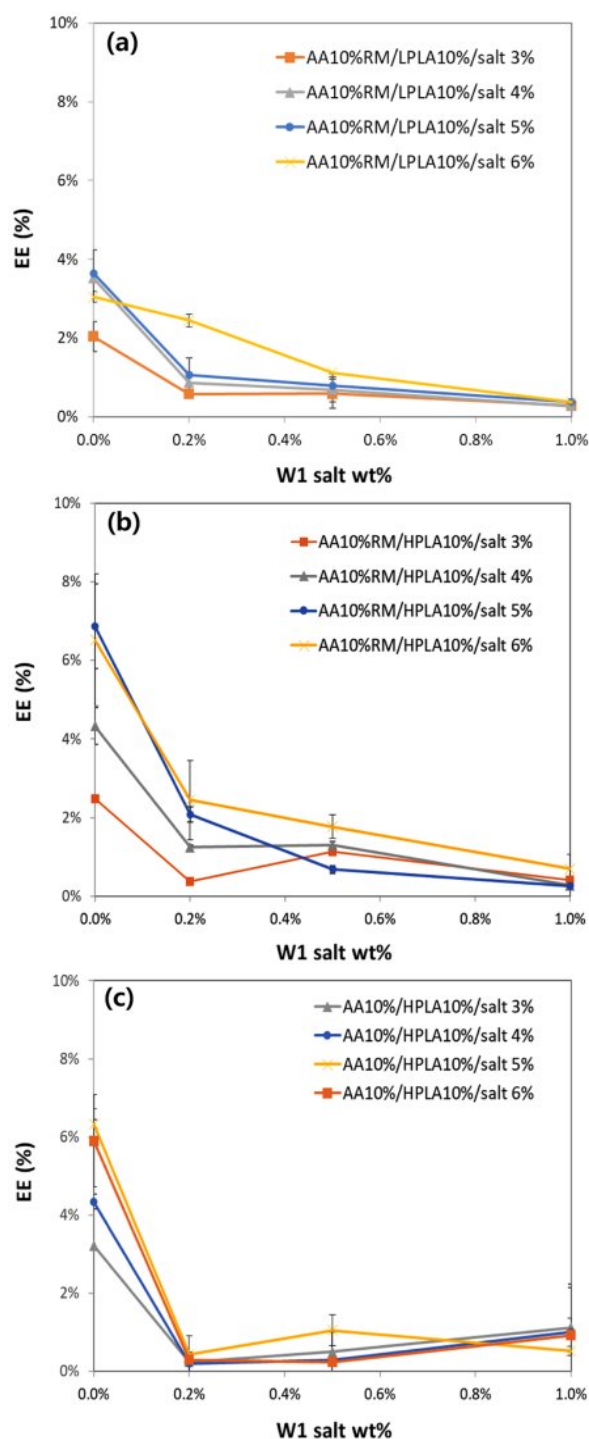 (a)
10%
8%
6%
4%
2%
0%
EE (%)
AA10%RM/LPLA10%/salt 3%
AA10%RM/LPLA10%/salt 4%
AA10%RM/LPLA10%/salt 5%
AA10%RM/LPLA10%/salt 6%
0.0% 0.2% 0.4% 0.6% 0.8% 1.0%
W1 salt wt%
(b)
10%
8%
6%
4%
2%
0%
EE (%)
AA10%RM/HPLA10%/salt 3%
AA10%RM/HPLA10%/salt 4%
AA10%RM/HPLA10%/salt 5%
AA10%RM/HPLA10%/salt 6%
0.0% 0.2% 0.4% 0.6% 0.8% 1.0%
W1 salt wt%
(c)
10%
8%
6%
4%
2%
0%
EE (%)
AA10%/HPLA10%/salt 3%
AA10%/HPLA10%/salt 4%
AA10%/HPLA10%/salt 5%
AA10%/HPLA10%/salt 6%
0.0% 0.2% 0.4% 0.6% 0.8% 1.0%
W1 salt wt%